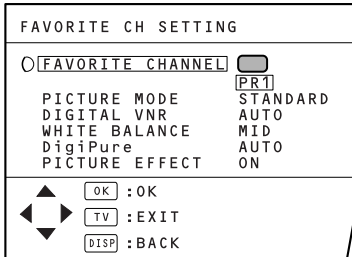 FAVORITE CH SETTING
FAVORITE CHANNEL
PR1
PICTURE MODE STANDARD
DIGITAL VNR AUTO
WHITE BALANCE MID
DigiPure AUTO
PICTURE EFFECT ON
OK :OK
TV :EXIT
DISP :BACK